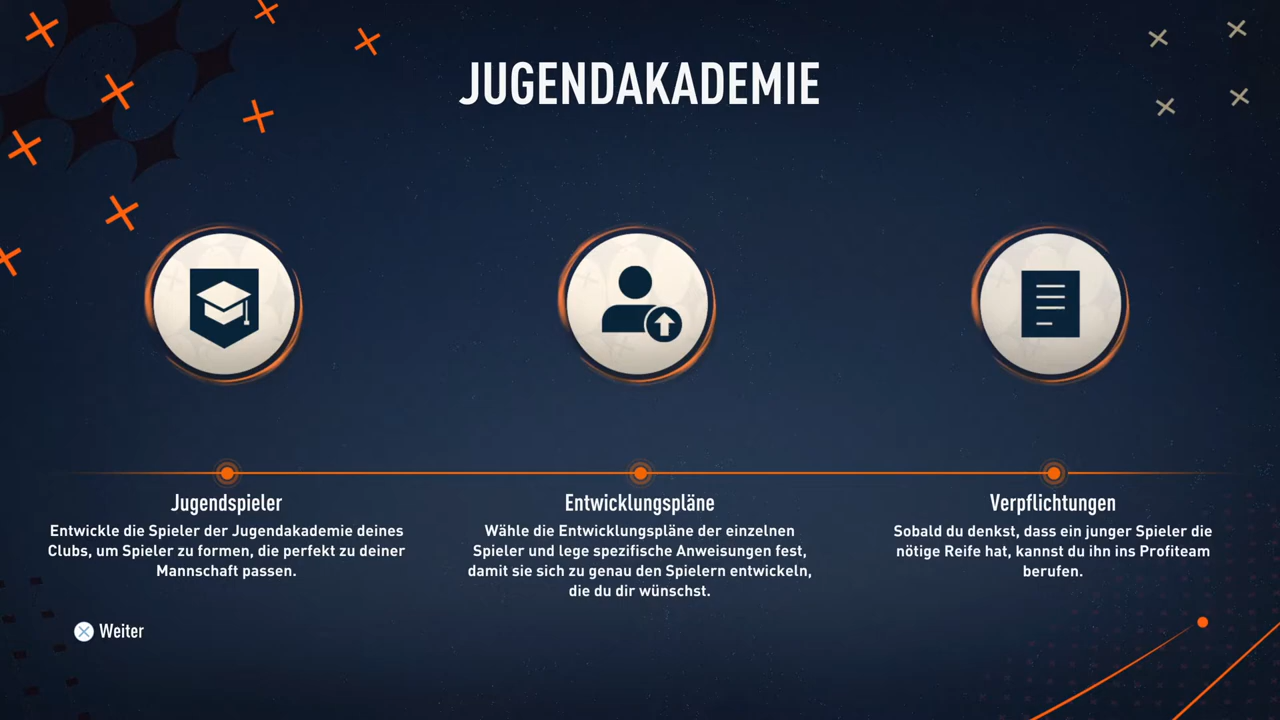 JUGENDAKADEMIE
Jugendspieler
Entwickle die Spieler der Jugendakademie deines
Clubs, um Spieler zu formen, die perfekt zu deiner
Mannschaft passen.
Entwicklungspläne
Wähle die Entwicklungspläne der einzelnen
Spieler und lege spezifische Anweisungen fest,
damit sie sich zu genau den Spielern entwickeln,
die du dir wünschst.
Verpflichtungen
Sobald du denkst, dass ein junger Spieler die
nötige Reife hat, kannst du ihn ins Profiteam
berufen.
Weiter